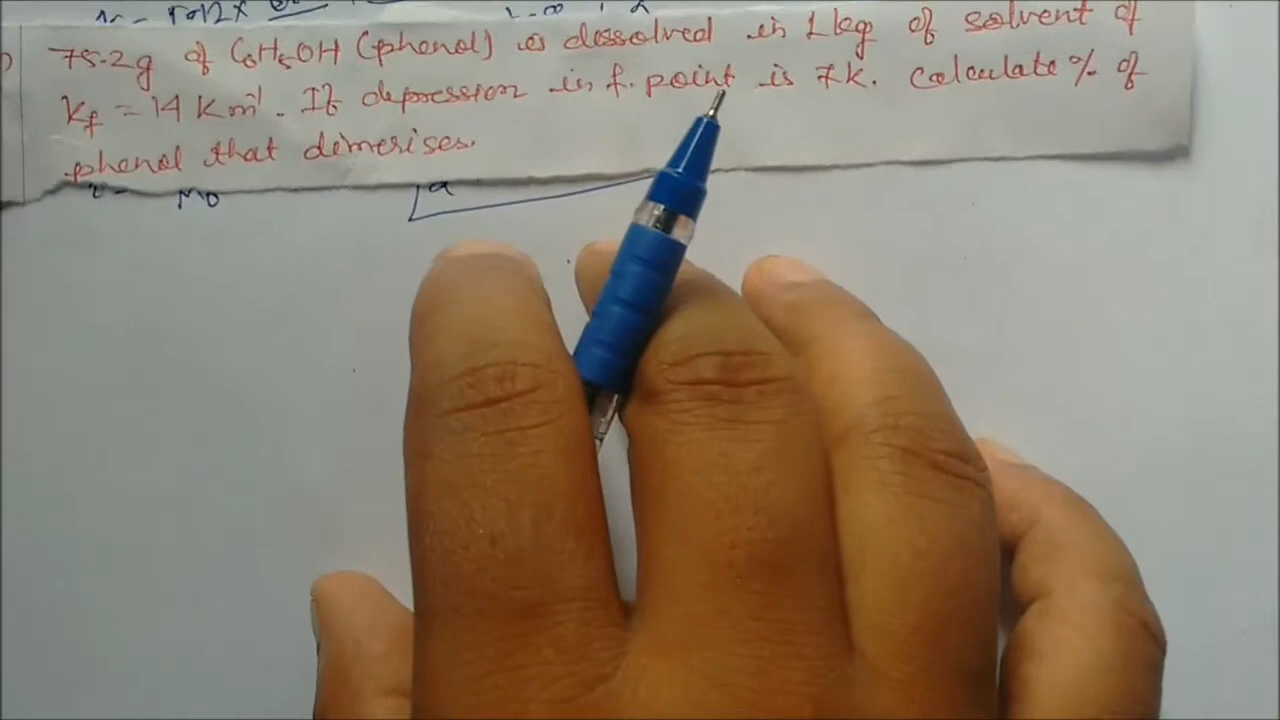 75.2g of C6H5OH (phenol) is dissolved in 1kg of solvent of
Kf = 14 K m-1. If depression in f. point is 7K. Calculate % of
phenol that dimerises.